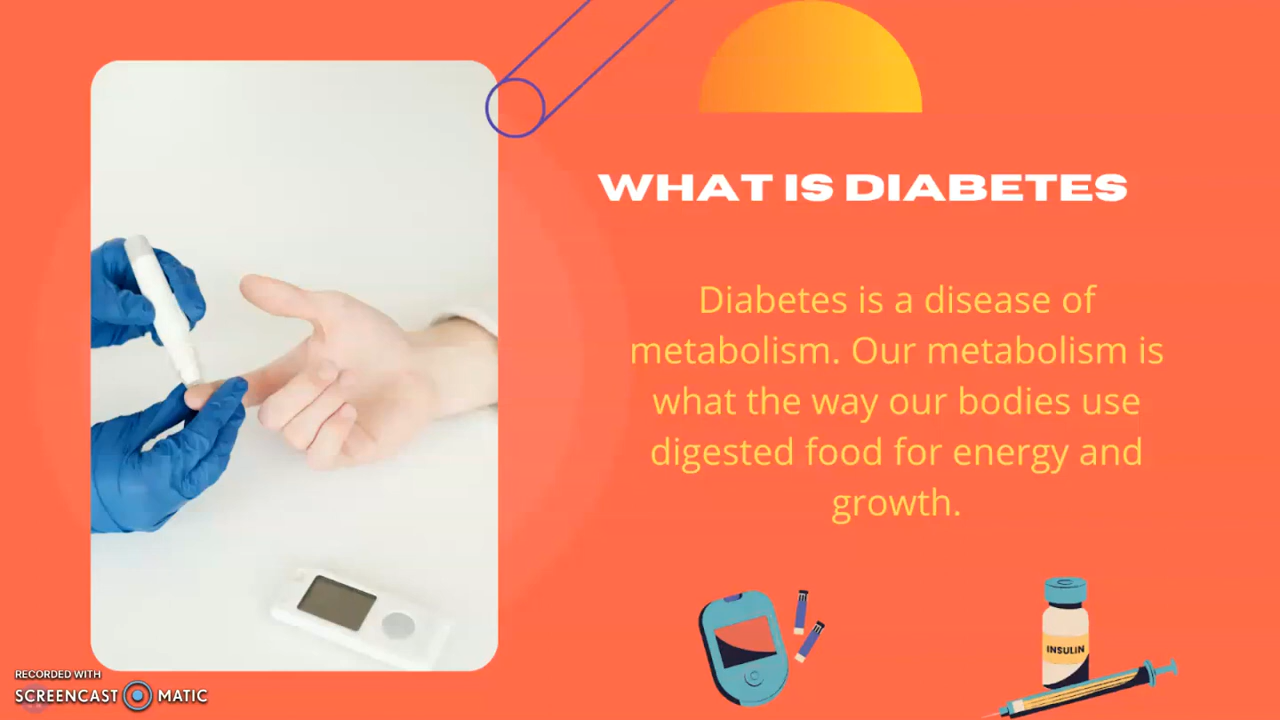 WHAT IS DIABETES
Diabetes is a disease of
metabolism. Our metabolism is
what the way our bodies use
digested food for energy and
growth.
INSULIN
RECORDED WITH
SCREENCAST MATIC